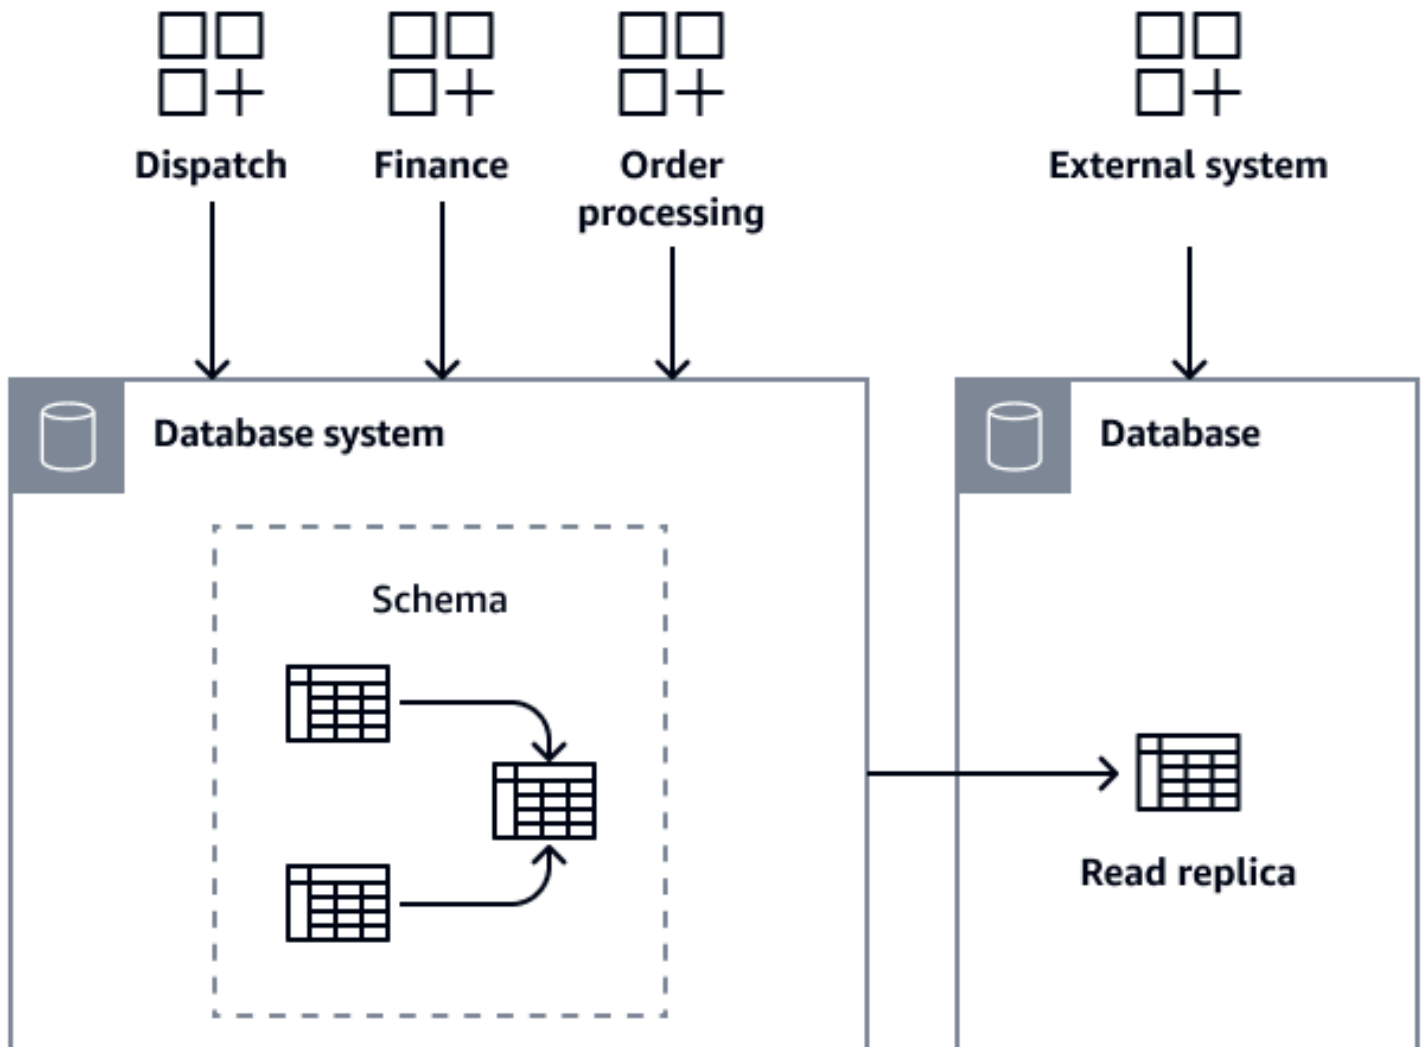 Dispatch
Finance
Order
processing
External system
Database system
Database
Schema
Read replica